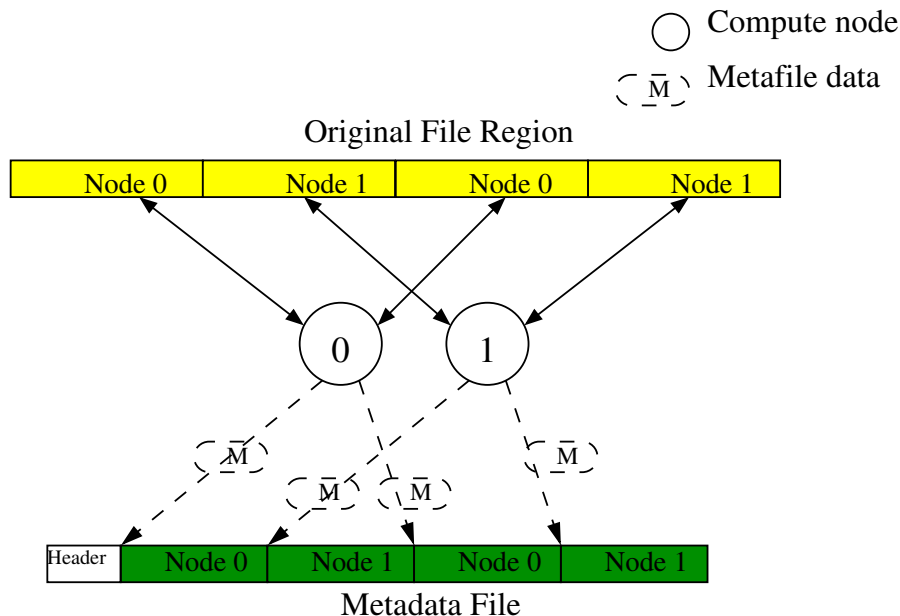 Compute node
M Metafile data
Original File Region
Node 0 Node 1 Node 0 Node 1
0 1
M
M M M
Header Node 0 Node 1 Node 0 Node 1
Metadata File